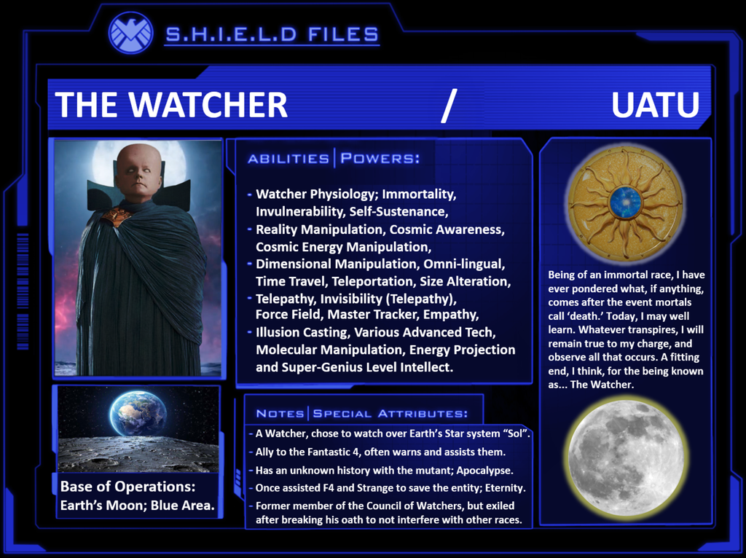 S.H.I.E.L.D FILES
THE WATCHER / UATU
ABILITIES|POWERS:
- Watcher Physiology; Immortality,
Invulnerability, Self-Sustenance,
- Reality Manipulation, Cosmic Awareness,
Cosmic Energy Manipulation,
- Dimensional Manipulation, Omni-lingual,
Time Travel, Teleportation, Size Alteration,
- Telepathy, Invisibility (Telepathy),
Force Field, Master Tracker, Empathy,
- Illusion Casting, Various Advanced Tech,
Molecular Manipulation, Energy Projection
and Super-Genius Level Intellect.
Being of an immortal race, I have
ever pondered what, if anything,
comes after the event mortals
call ‘death.’ Today, I may well
learn. Whatever transpires, I will
remain true to my charge, and
observe all that occurs. A fitting
end, I think, for the being known
as... The Watcher.
Base of Operations:
Earth’s Moon; Blue Area.
NOTES|SPECIAL ATTRIBUTES:
- A Watcher, chose to watch over Earth’s Star system “Sol”.
- Ally to the Fantastic 4, often warns and assists them.
- Has an unknown history with the mutant; Apocalypse.
- Once assisted F4 and Strange to save the entity; Eternity.
- Former member of the Council of Watchers, but exiled
after breaking his oath to not interfere with other races.